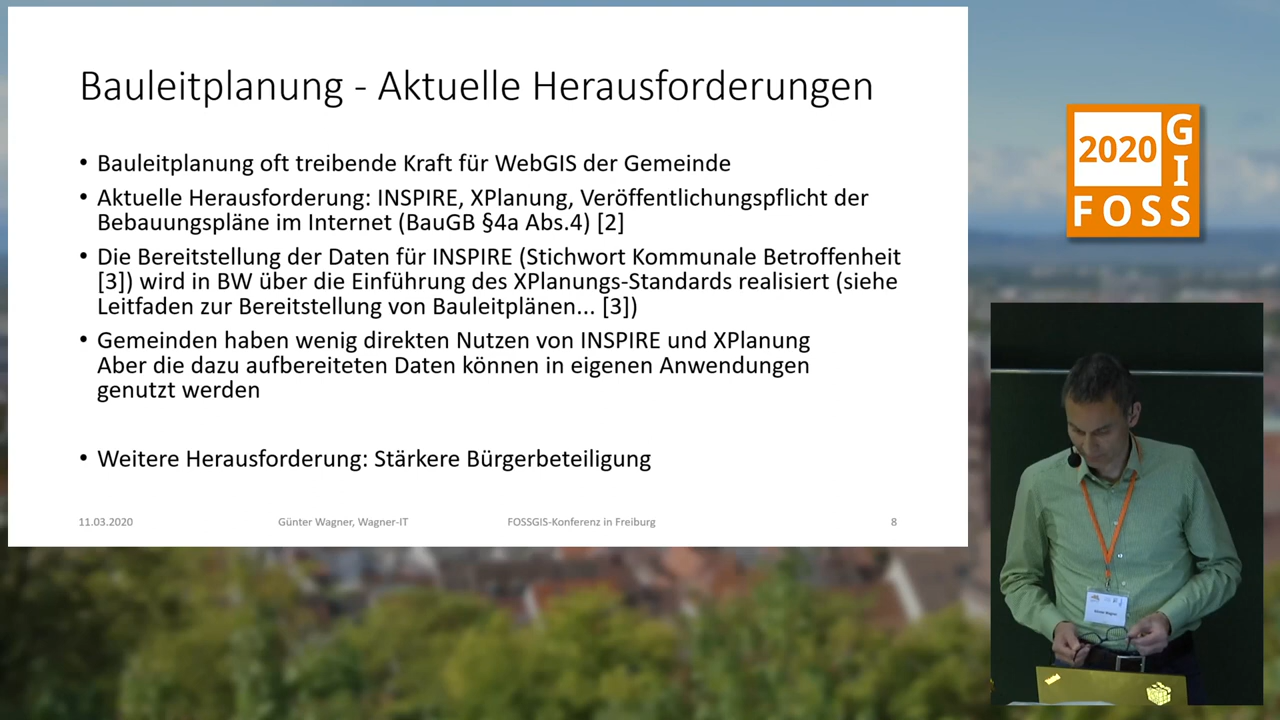 Bauleitplanung - Aktuelle Herausforderungen
• Bauleitplanung oft treibende Kraft für WebGIS der Gemeinde
• Aktuelle Herausforderung: INSPIRE, XPlanung, Veröffentlichungspflicht der
Bebauungspläne im Internet (BauGB §4a Abs.4) [2]
• Die Bereitstellung der Daten für INSPIRE (Stichwort Kommunale Betroffenheit
[3]) wird in BW über die Einführung des XPlanungs-Standards realisiert (siehe
Leitfaden zur Bereitstellung von Bauleitplänen... [3])
• Gemeinden haben wenig direkten Nutzen von INSPIRE und XPlanung
Aber die dazu aufbereiteten Daten können in eigenen Anwendungen
genutzt werden
• Weitere Herausforderung: Stärkere Bürgerbeteiligung
11.03.2020
Günter Wagner, Wagner-IT
FOSSGIS-Konferenz in Freiburg
8
2020
FOSSGIS